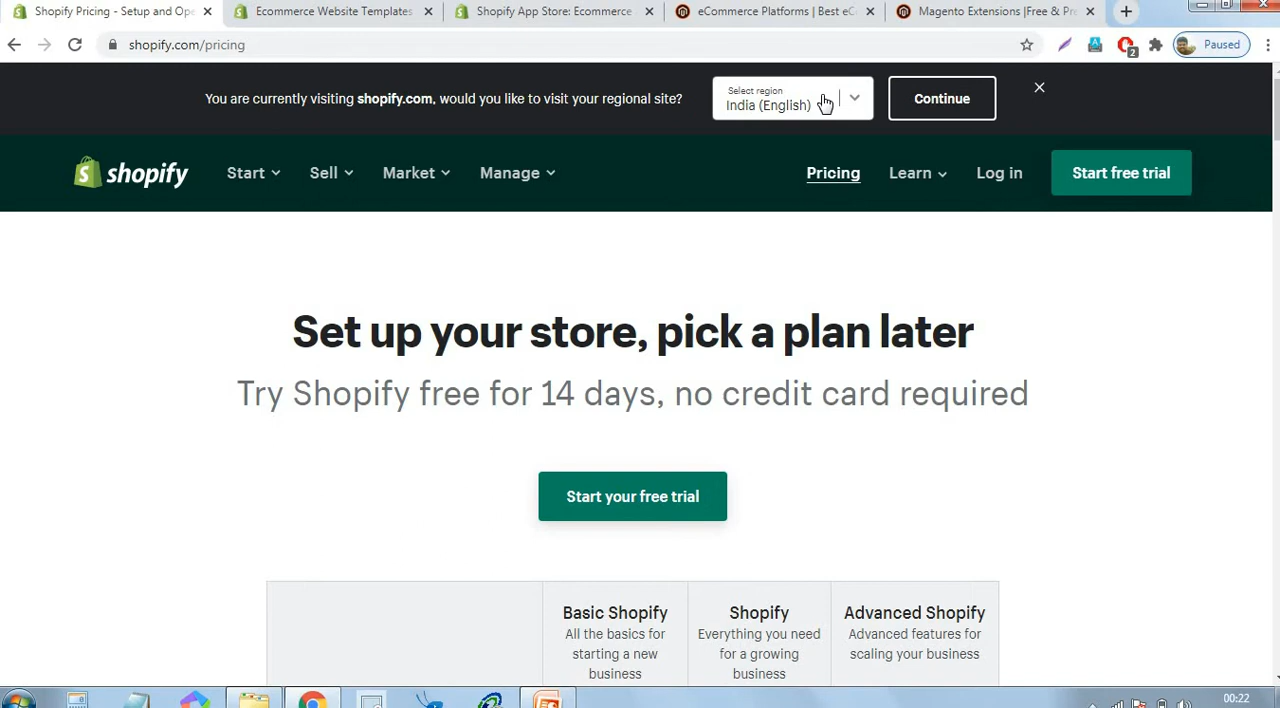 Shopify Pricing - Setup and Ope
Ecommerce Website Templates
Shopify App Store: Ecommerce
eCommerce Platforms | Best eC
Magento Extensions |Free & Pre
shopify.com/pricing
2
Paused
You are currently visiting shopify.com, would you like to visit your regional site?
Select region
India (English)
Continue
shopify
Start
Sell
Market
Manage
Pricing
Learn
Log in
Start free trial
Set up your store, pick a plan later
Try Shopify free for 14 days, no credit card required
Start your free trial
Basic Shopify
All the basics for
starting a new
business
Shopify
Everything you need
for a growing
business
Advanced Shopify
Advanced features for
scaling your business
00:22